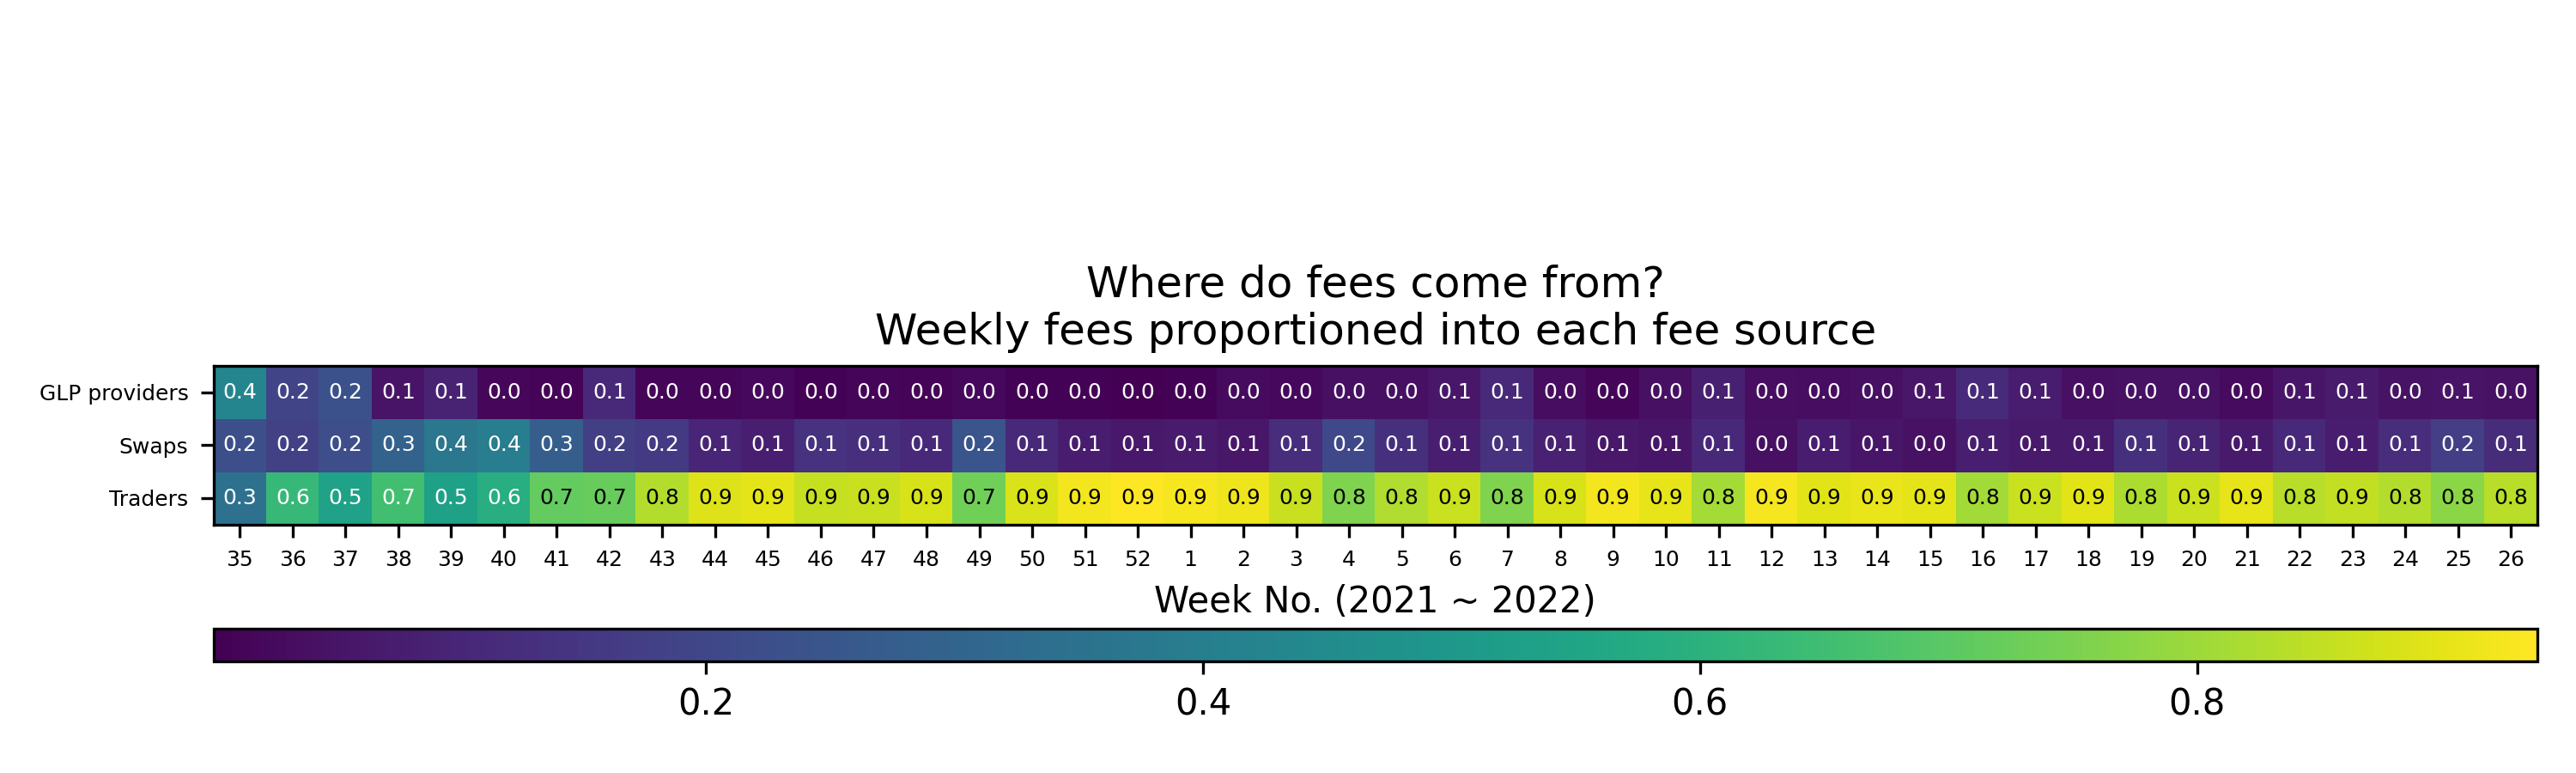 Where do fees come from?
Weekly fees proportioned into each fee source
GLP providers 0.4 0.2 0.2 0.1 0.1 0.0 0.0 0.1 0.0 0.0 0.0 0.0 0.0 0.0 0.0 0.0 0.0 0.0 0.0 0.0 0.0 0.0 0.0 0.1 0.1 0.0 0.0 0.0 0.1 0.0 0.0 0.0 0.1 0.1 0.1 0.0 0.0 0.0 0.0 0.1 0.1 0.0 0.1 0.0
Swaps 0.2 0.2 0.2 0.3 0.4 0.4 0.3 0.2 0.2 0.1 0.1 0.1 0.1 0.1 0.2 0.1 0.1 0.1 0.1 0.1 0.1 0.2 0.1 0.1 0.1 0.1 0.1 0.1 0.1 0.0 0.1 0.1 0.0 0.1 0.1 0.1 0.1 0.1 0.1 0.1 0.1 0.1 0.2 0.1
Traders 0.3 0.6 0.5 0.7 0.5 0.6 0.7 0.7 0.8 0.9 0.9 0.9 0.9 0.9 0.7 0.9 0.9 0.9 0.9 0.9 0.9 0.8 0.8 0.9 0.8 0.9 0.9 0.9 0.8 0.9 0.9 0.9 0.9 0.8 0.9 0.9 0.8 0.9 0.9 0.8 0.9 0.8 0.8 0.8
35 36 37 38 39 40 41 42 43 44 45 46 47 48 49 50 51 52 1 2 3 4 5 6 7 8 9 10 11 12 13 14 15 16 17 18 19 20 21 22 23 24 25 26
Week No. (2021 ~ 2022)
0.2 0.4 0.6 0.8